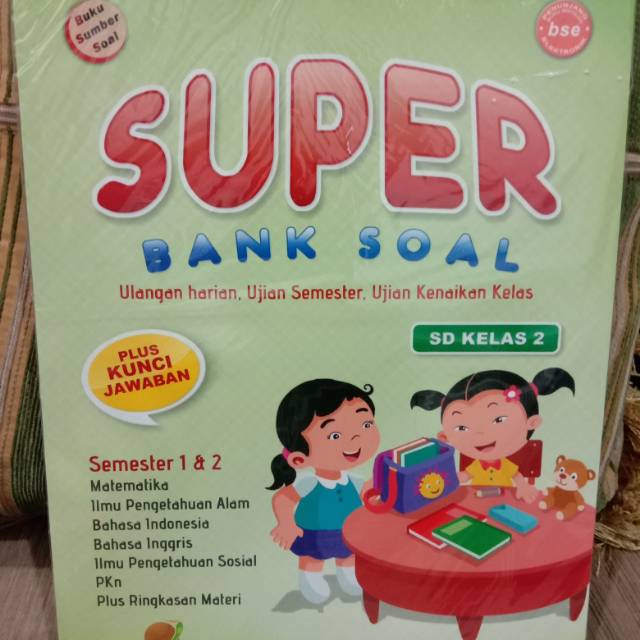 Buku
Sumber
Soal
PENUNJANG
bse
ELEKTRONIK
SUPER
BANK SOAL
Ulangan harian, Ujian Semester, Ujian Kenaikan Kelas
SD KELAS 2
PLUS
KUNCI
JAWABAN
Semester 1 & 2
Matematika
Ilmu Pengetahuan Alam
Bahasa Indonesia
Bahasa Inggris
Ilmu Pengetahuan Sosial
PKn
Plus Ringkasan Materi